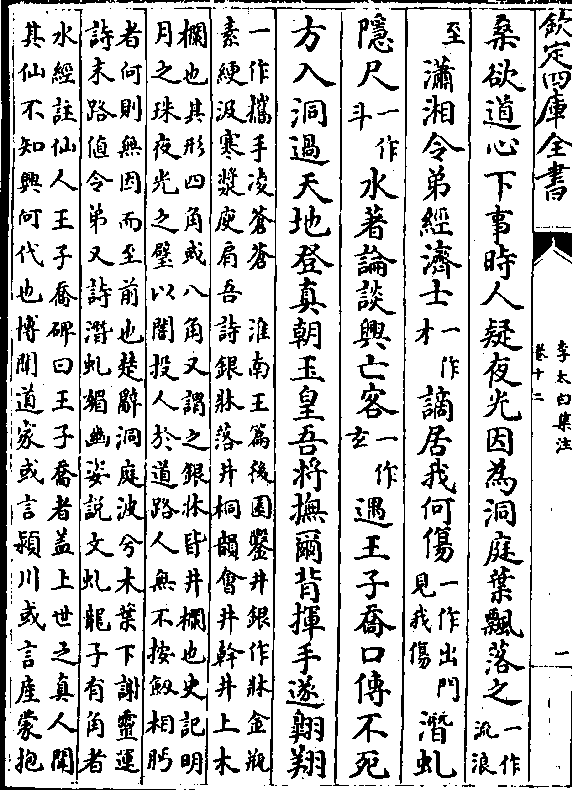 欽定四庫全書
李太白集注
卷十二
一
桑欲道心下事時人疑夜光因為洞庭葉飄落之一作流浪
至瀟湘令弟經濟士一作才謫居我何傷一作出門見我傷潛虬
隱尺一作斗水著論談興亡客一作玄遇王子喬口傳不死
方入洞過天地登真朝玉皇吾將撫爾背揮手遂翺翔
一作攜手凌蒼蒼 淮南王篇後園鑿井銀作牀金瓶
素綆汲寒漿庾肩吾詩銀牀落井桐韻會井幹井上木
欄也其形四角或八角又謂之銀牀皆井欄也史記明
月之珠夜光之璧以闇投人於道路人無不按劔相眄
者何則無因而至前也楚辭洞庭波兮木葉下謝靈運
詩末路值令弟又詩潛虬媚幽姿說文虬龍子有角者
水經註仙人王子喬碑曰王子喬者蓋上世之真人聞
其仙不知興何代也博聞道家或言潁川或言産蒙抱